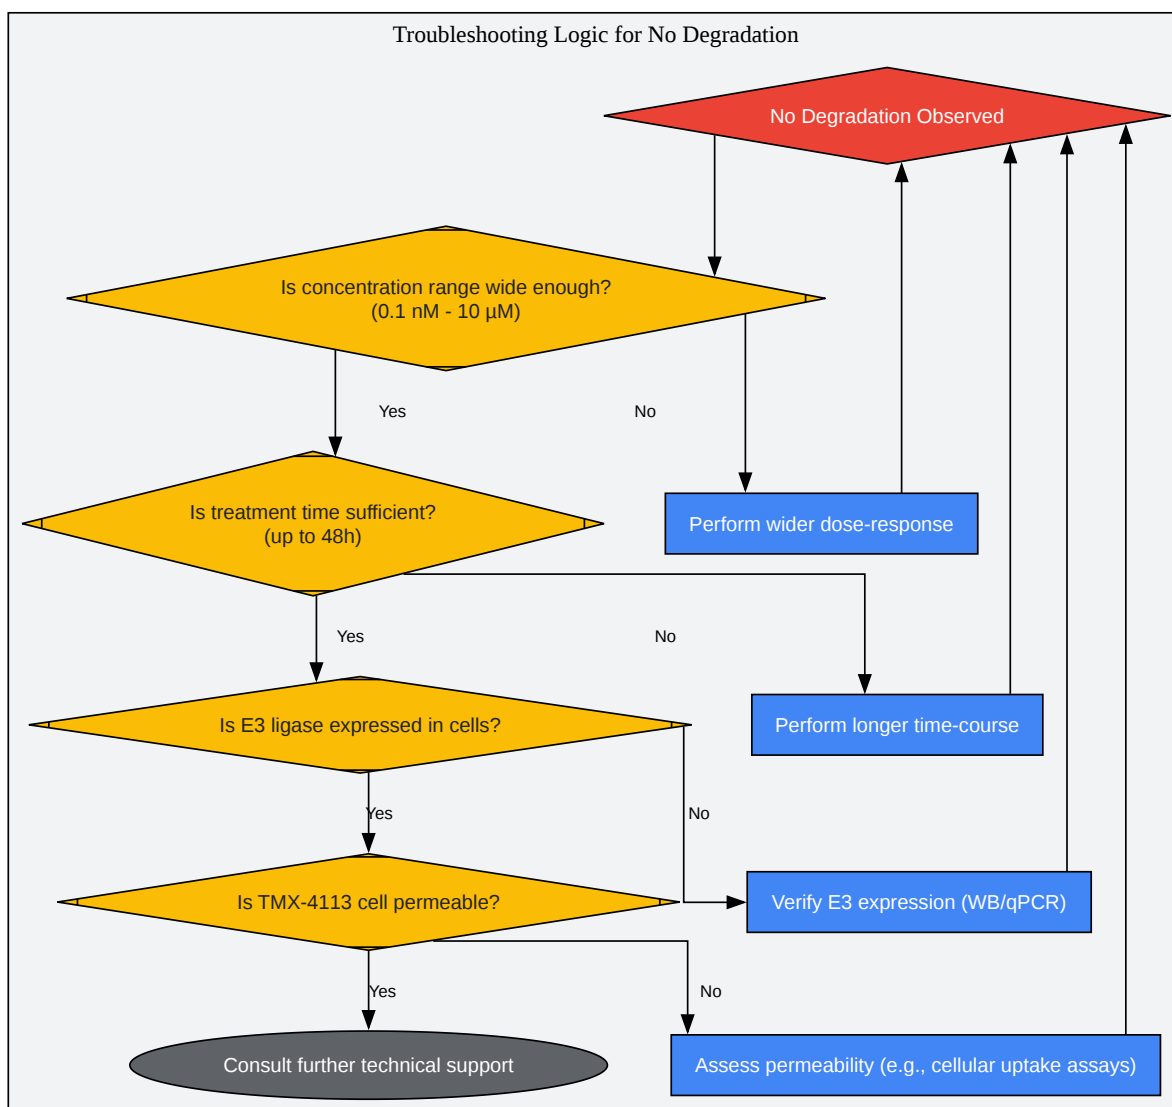 Troubleshooting Logic for No Degradation
No Degradation Observed
Is concentration range wide enough?
(0.1 nM - 10 µM)
Yes
No
Is treatment time sufficient?
(up to 48h)
Perform wider dose-response
Yes
No
Is E3 ligase expressed in cells?
Perform longer time-course
Yes
No
Is TMX-4113 cell permeable?
Verify E3 expression (WB/qPCR)
Yes
No
Consult further technical support
Assess permeability (e.g., cellular uptake assays)